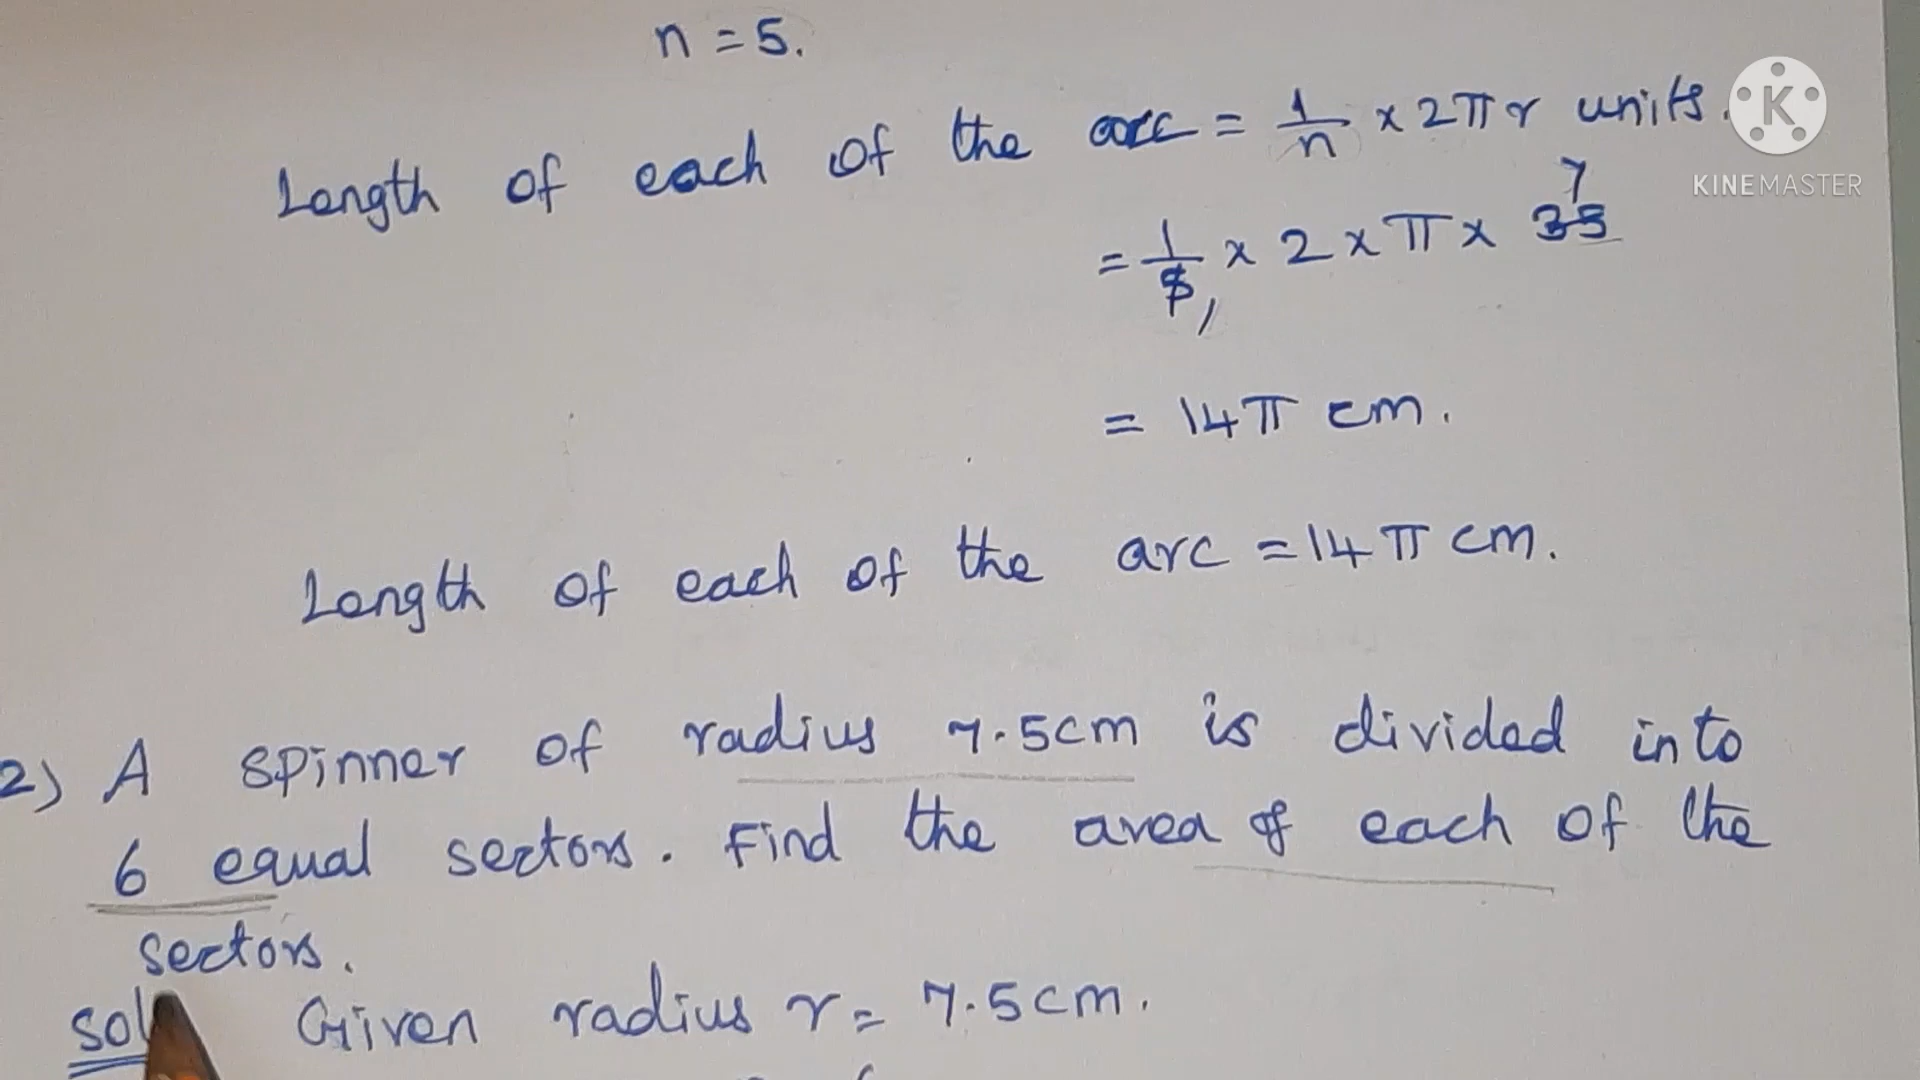 n = 5.
Length of each of the arc = 1/n × 2πr units.
7
= 1/5 × 2 × π × 35
1
= 14π cm.
Length of each of the arc = 14π cm.
2) A spinner of radius 7.5cm is divided into
6 equal sectors. Find the area of each of the
sectors.
sol Given radius r = 7.5cm.
K
KINEMASTER